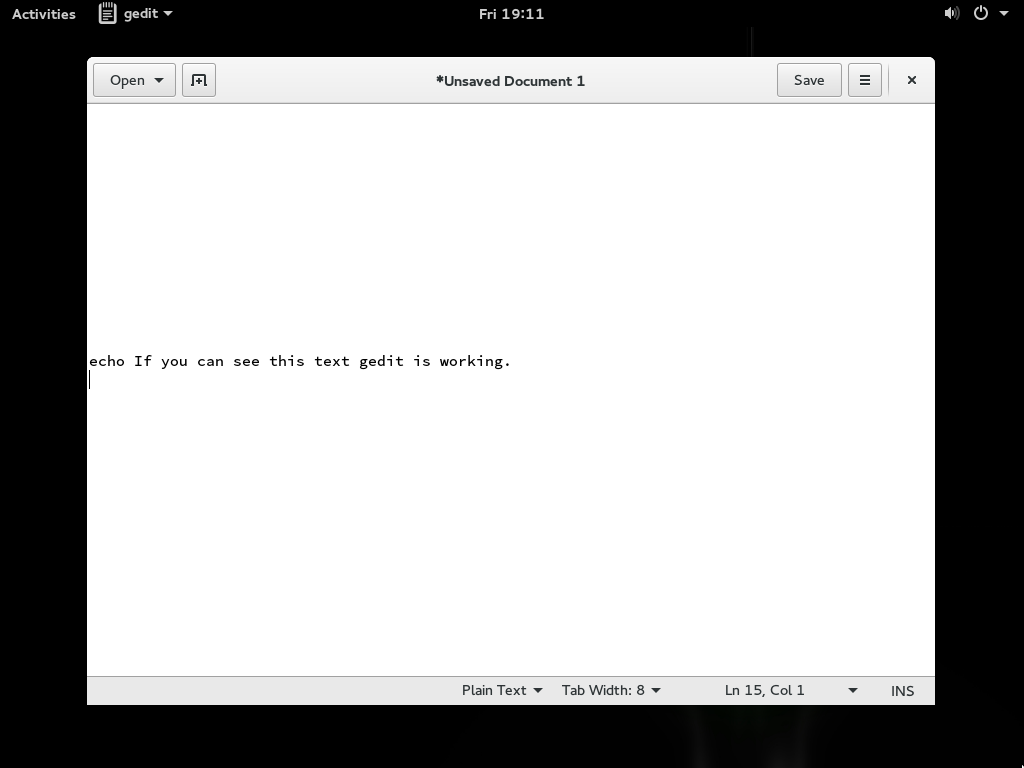 Activities gedit Fri 19:11
Open *Unsaved Document 1 Save
echo If you can see this text gedit is working.
Plain Text Tab Width: 8 Ln 15, Col 1 INS